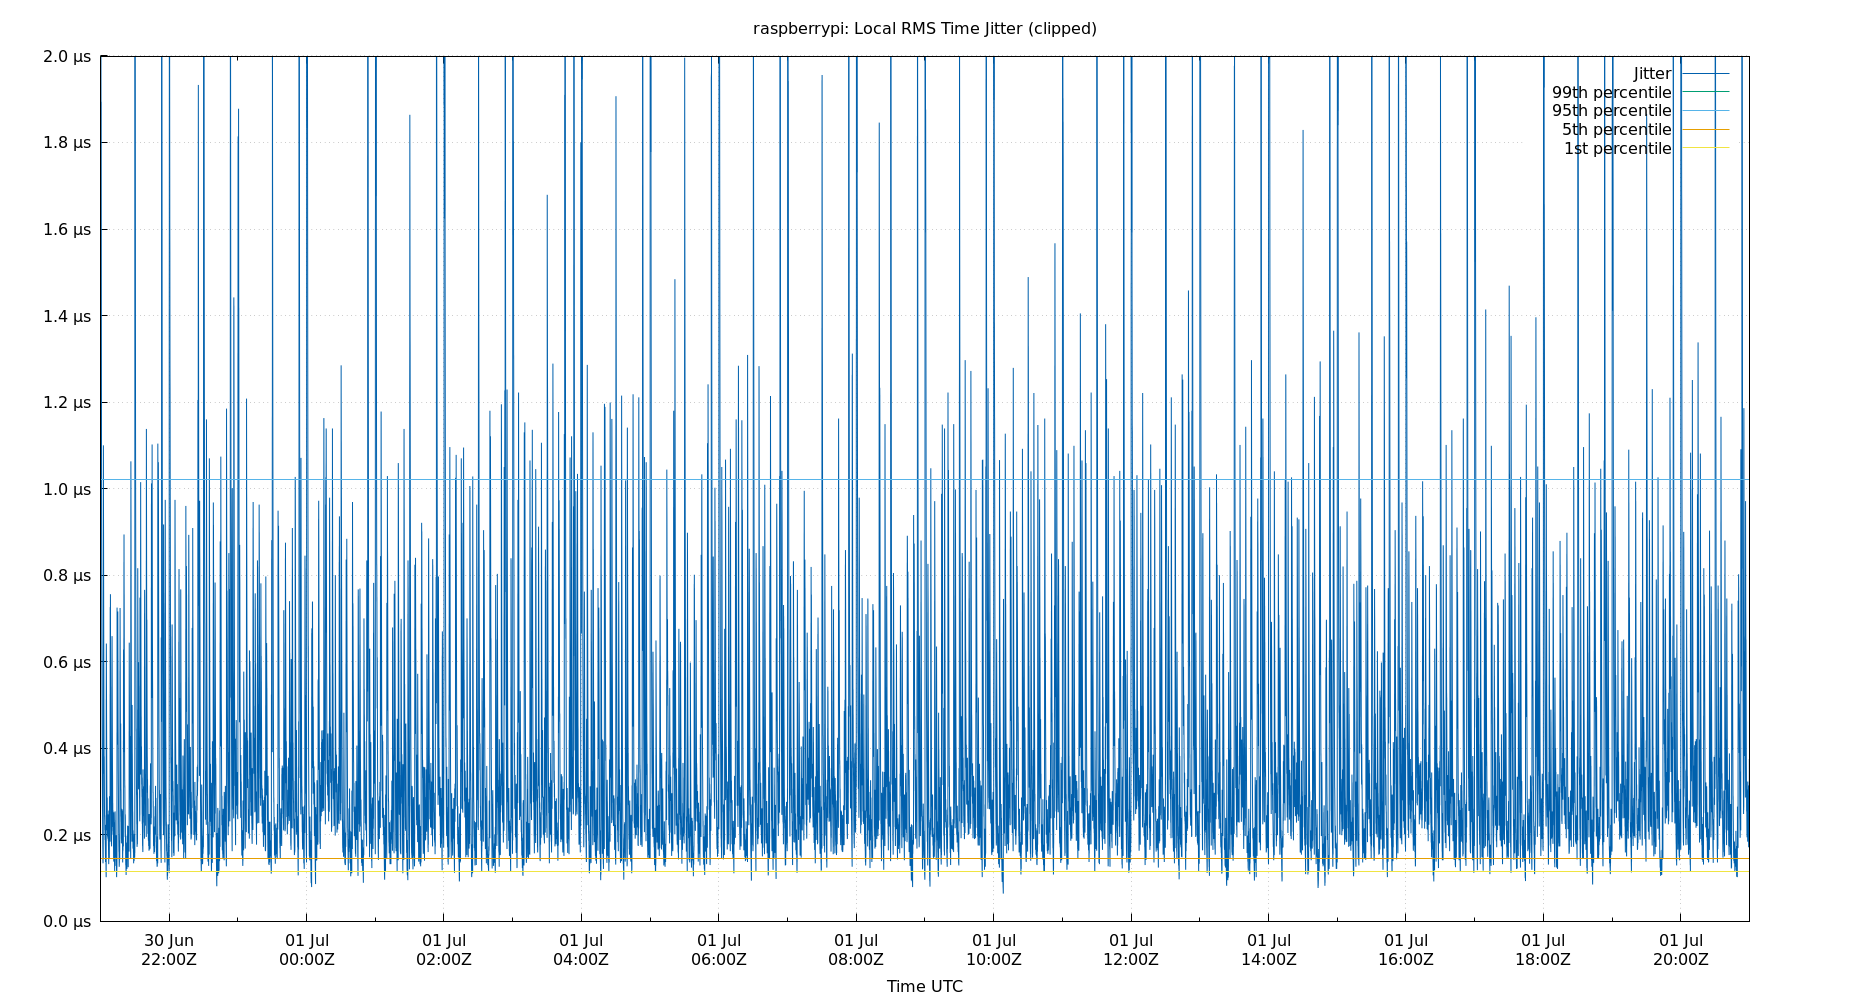 raspberrypi: Local RMS Time Jitter (clipped)
2.0 μs
1.8 μs
1.6 μs
1.4 μs
1.2 μs
1.0 μs
0.8 μs
0.6 μs
0.4 μs
0.2 μs
0.0 μs
Jitter
99th percentile
95th percentile
5th percentile
1st percentile
30 Jun 01 Jul 01 Jul 01 Jul 01 Jul 01 Jul 01 Jul 01 Jul 01 Jul 01 Jul 01 Jul 01 Jul
22:00Z 00:00Z 02:00Z 04:00Z 06:00Z 08:00Z 10:00Z 12:00Z 14:00Z 16:00Z 18:00Z 20:00Z
Time UTC